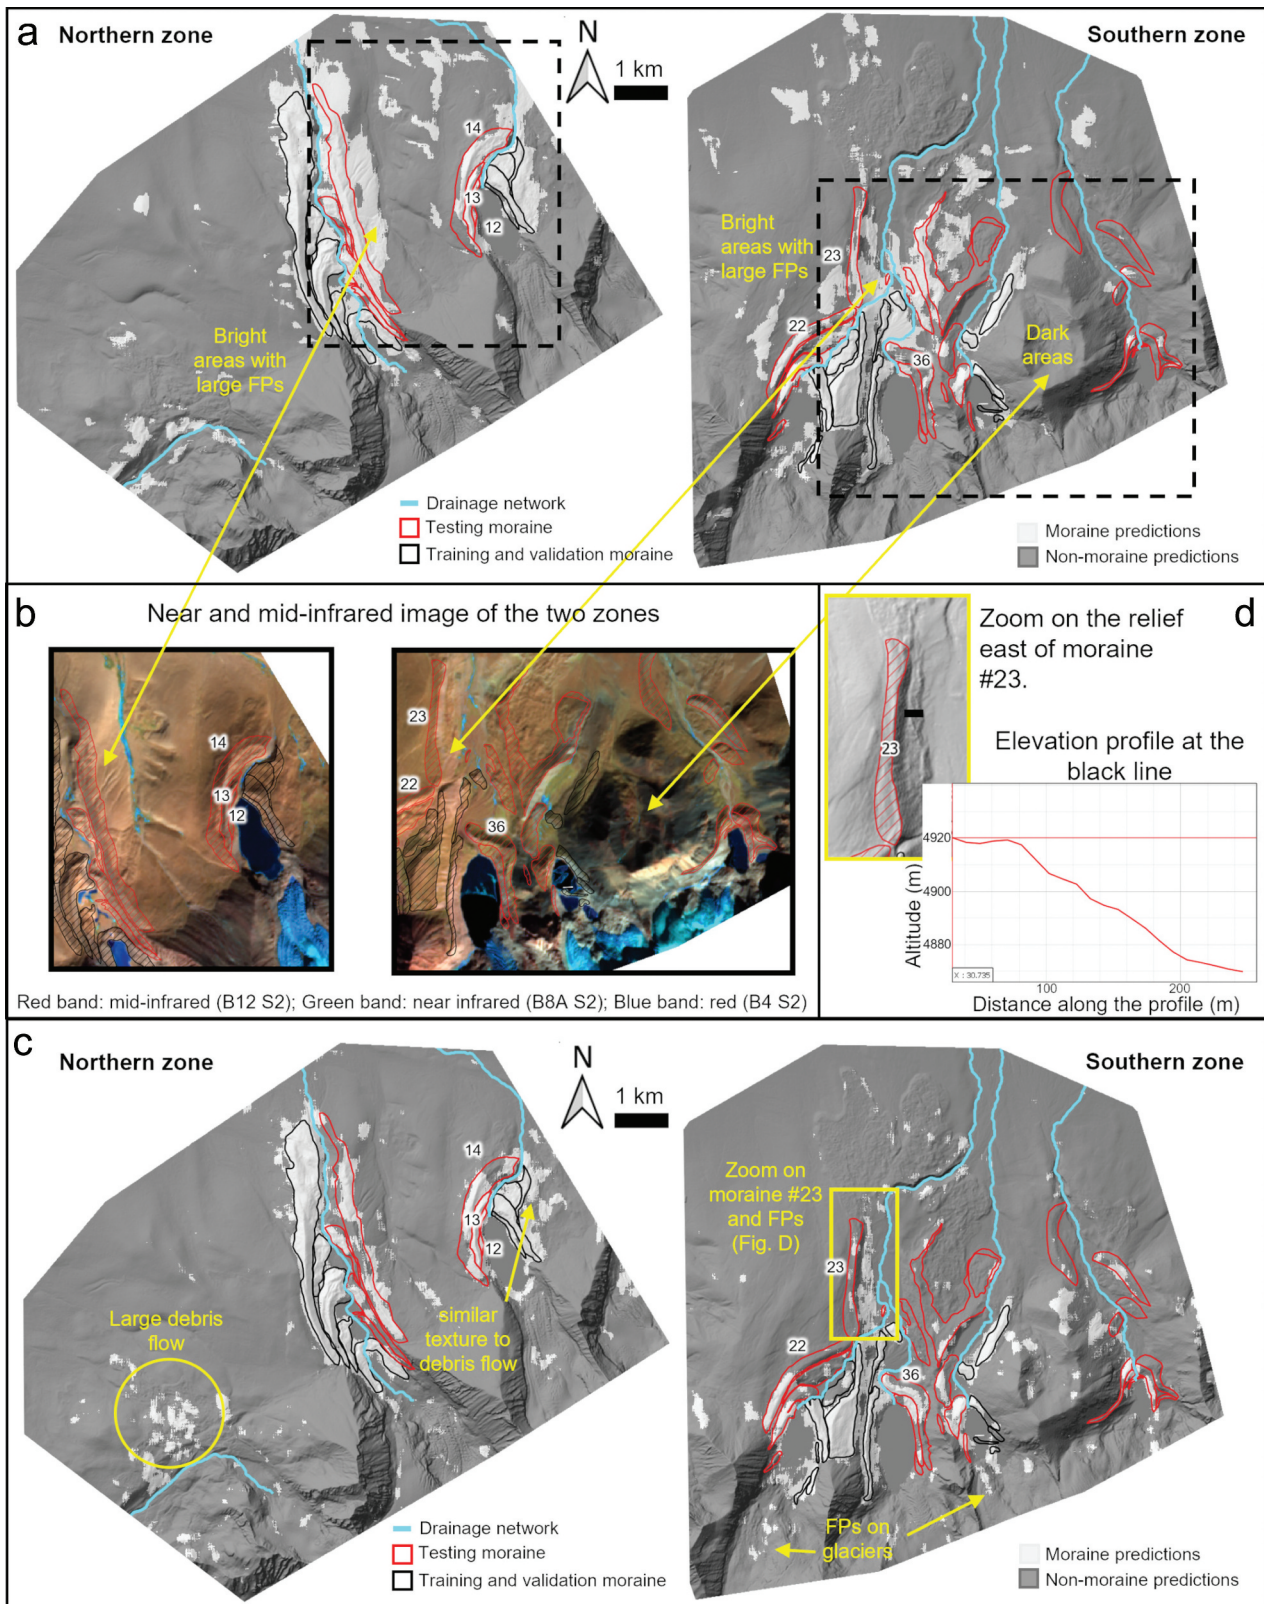 a
Northern zone
N
1 km
Southern zone
14
13
12
Bright
areas with
large FPs
Bright
areas with
large FPs
23
22
36
Dark
areas
Drainage network
Testing moraine
Training and validation moraine
Moraine predictions
Non-moraine predictions
b
Near and mid-infrared image of the two zones
14
13
12
23
22
36
Red band: mid-infrared (B12 S2); Green band: near infrared (B8A S2); Blue band: red (B4 S2)
d
Zoom on the relief
east of moraine
#23.
23
Elevation profile at the
black line
4920
4900
4880
Altitude (m)
X : 30.735
100
200
Distance along the profile (m)
c
Northern zone
N
1 km
Southern zone
14
13
12
Large debris
flow
similar
texture to
debris flow
Zoom on
moraine #23
and FPs
(Fig. D)
23
22
36
FPs on
glaciers
Drainage network
Testing moraine
Training and validation moraine
Moraine predictions
Non-moraine predictions